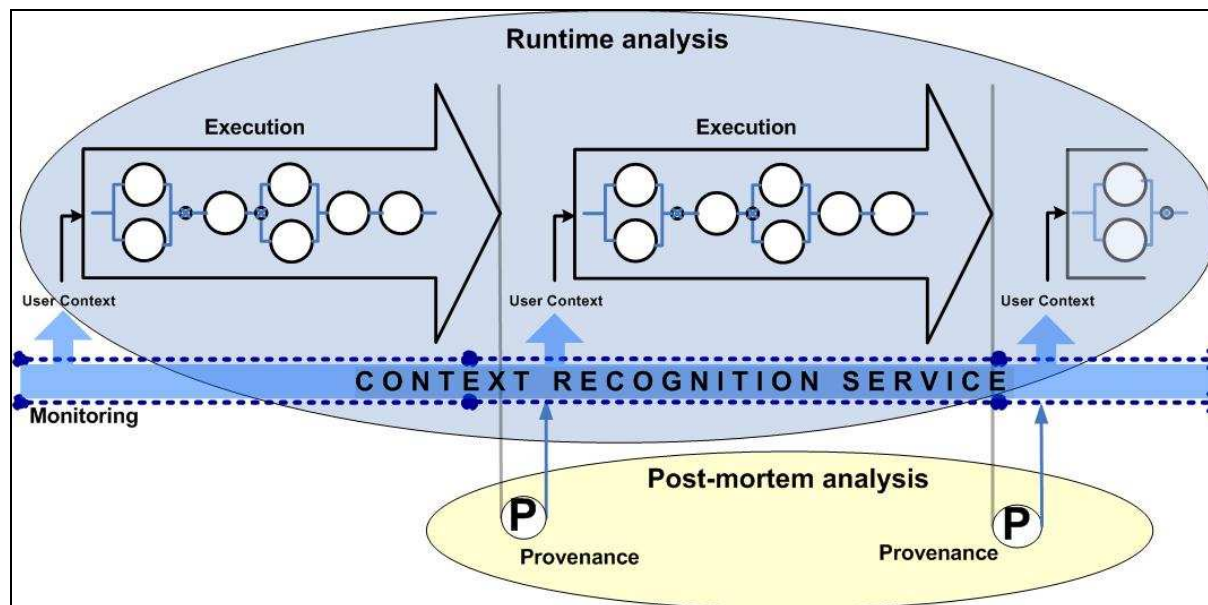 Runtime analysis
Execution
Execution
User Context
User Context
User Context
CONTEXT RECOGNITION SERVICE
Monitoring
Post-mortem analysis
P
P
Provenance
Provenance